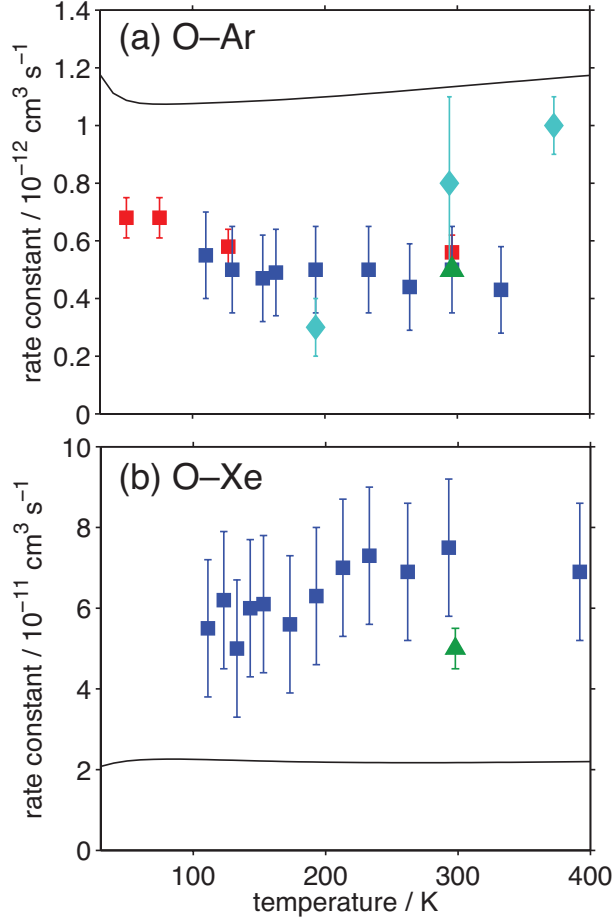 (a) O–Ar
rate constant / 10⁻¹² cm³ s⁻¹
1.4
1.2
1
0.8
0.6
0.4
0.2
0
(b) O–Xe
rate constant / 10⁻¹¹ cm³ s⁻¹
10
8
6
4
2
0
100 200 300 400
temperature / K